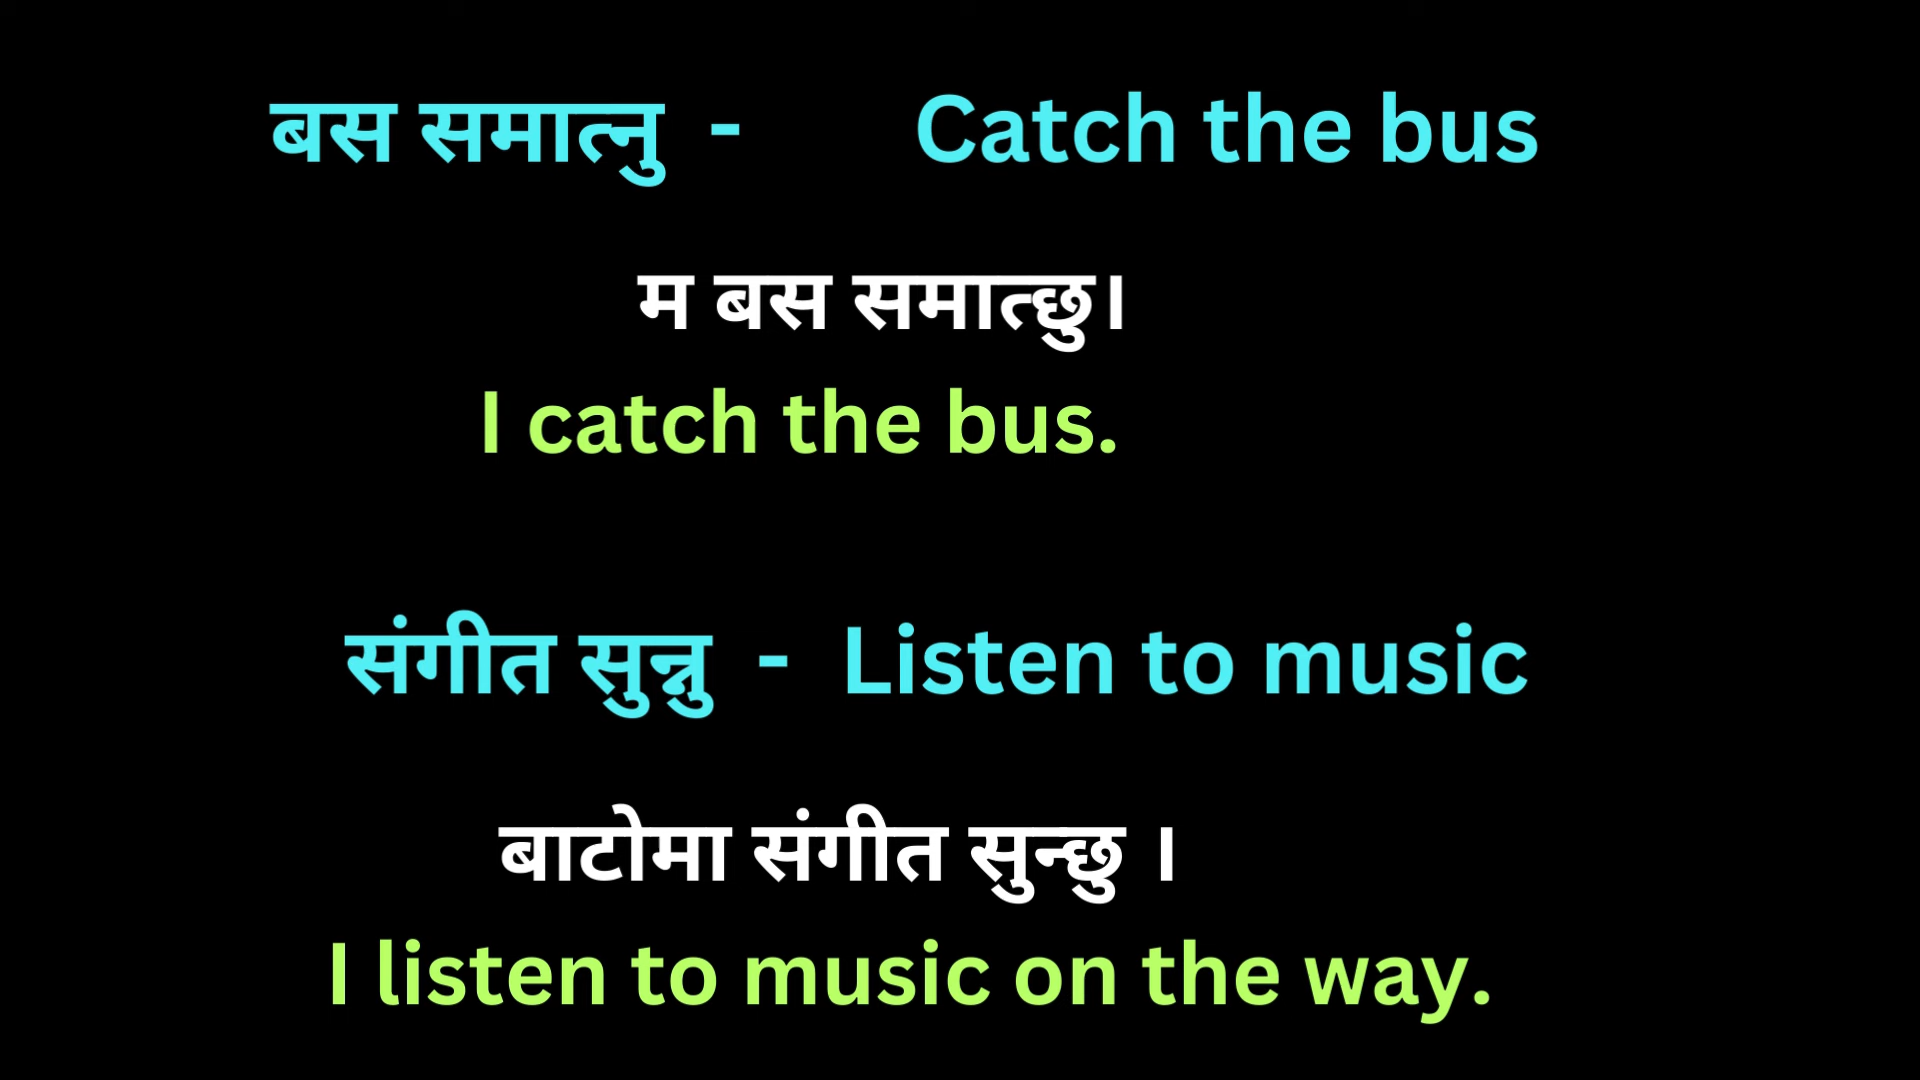 बस समात्नु - Catch the bus
म बस समात्छु।
I catch the bus.
संगीत सुन्नु - Listen to music
बाटोमा संगीत सुन्छु ।
I listen to music on the way.